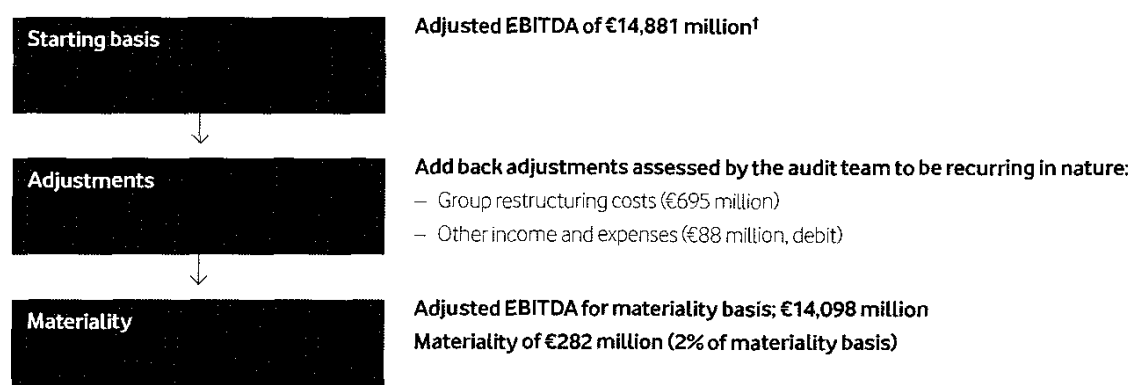 Starting basis
Adjusted EBITDA of €14,881 million†
Adjustments
Add back adjustments assessed by the audit team to be recurring in nature:
– Group restructuring costs (€695 million)
– Other income and expenses (€88 million, debit)
Materiality
Adjusted EBITDA for materiality basis; €14,098 million
Materiality of €282 million (2% of materiality basis)